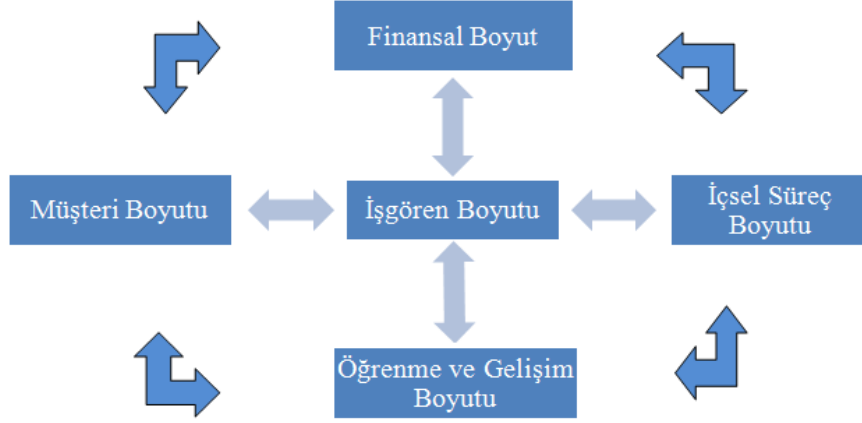 Finansal Boyut
Müşteri Boyutu
İşgören Boyutu
İçsel Süreç
Boyutu
Öğrenme ve Gelişim
Boyutu